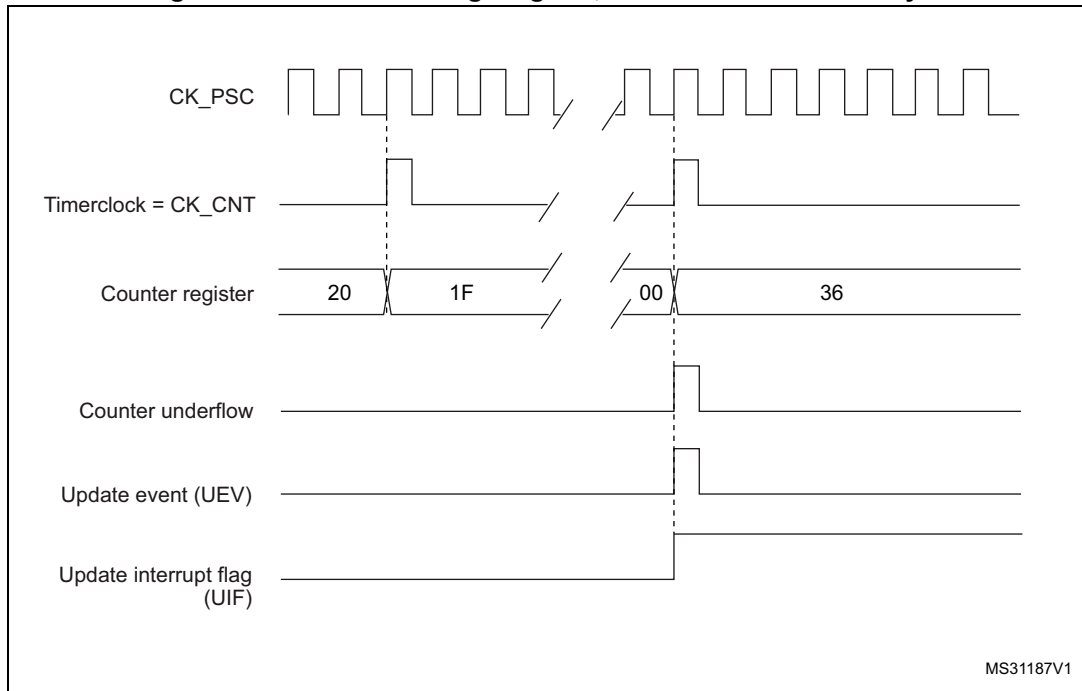 CK_PSC
Timerclock = CK_CNT
Counter register 20 1F 00 36
Counter underflow
Update event (UEV)
Update interrupt flag
(UIF)
MS31187V1